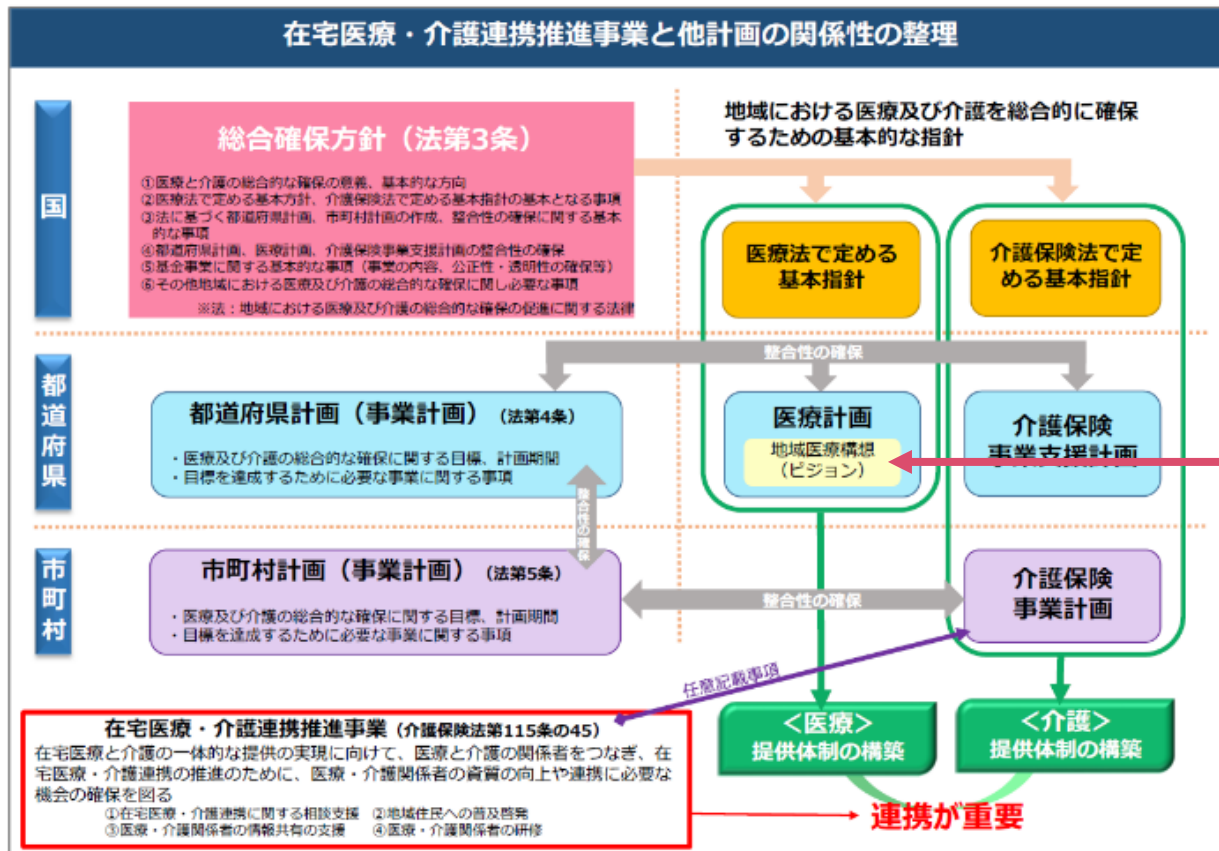 在宅医療・介護連携推進事業と他計画の関係性の整理
国
総合確保方針（法第3条）
①医療と介護の総合的な確保の意義、基本的な方向
②医療法で定める基本方針、介護保険法で定める基本指針の基本となる事項
③法に基づく都道府県計画、市町村計画の作成、整合性の確保に関する基本
的な事項
④都道府県計画、医療計画、介護保険事業支援計画の整合性の確保
⑤基金事業に関する基本的な事項（事業の内容、公正性・透明性の確保等）
⑥その他地域における医療及び介護の総合的な確保に関し必要な事項
※法：地域における医療及び介護の総合的な確保の促進に関する法律
地域における医療及び介護を総合的に確保
するための基本的な指針
医療法で定める
基本指針
介護保険法で定
める基本指針
都道府県
整合性の確保
都道府県計画（事業計画）（法第4条）
・医療及び介護の総合的な確保に関する目標、計画期間
・目標を達成するために必要な事業に関する事項
医療計画
地域医療構想
（ビジョン）
介護保険
事業支援計画
整合性の確保
市町村
市町村計画（事業計画）（法第5条）
・医療及び介護の総合的な確保に関する目標、計画期間
・目標を達成するために必要な事業に関する事項
整合性の確保
介護保険
事業計画
任意記載事項
在宅医療・介護連携推進事業（介護保険法第115条の45）
在宅医療と介護の一体的な提供の実現に向けて、医療と介護の関係者をつなぎ、在
宅医療・介護連携の推進のために、医療・介護関係者の資質の向上や連携に必要な
機会の確保を図る
①在宅医療・介護連携に関する相談支援　②地域住民への普及啓発
③医療・介護関係者の情報共有の支援　④医療・介護関係者の研修
＜医療＞
提供体制の構築
＜介護＞
提供体制の構築
連携が重要